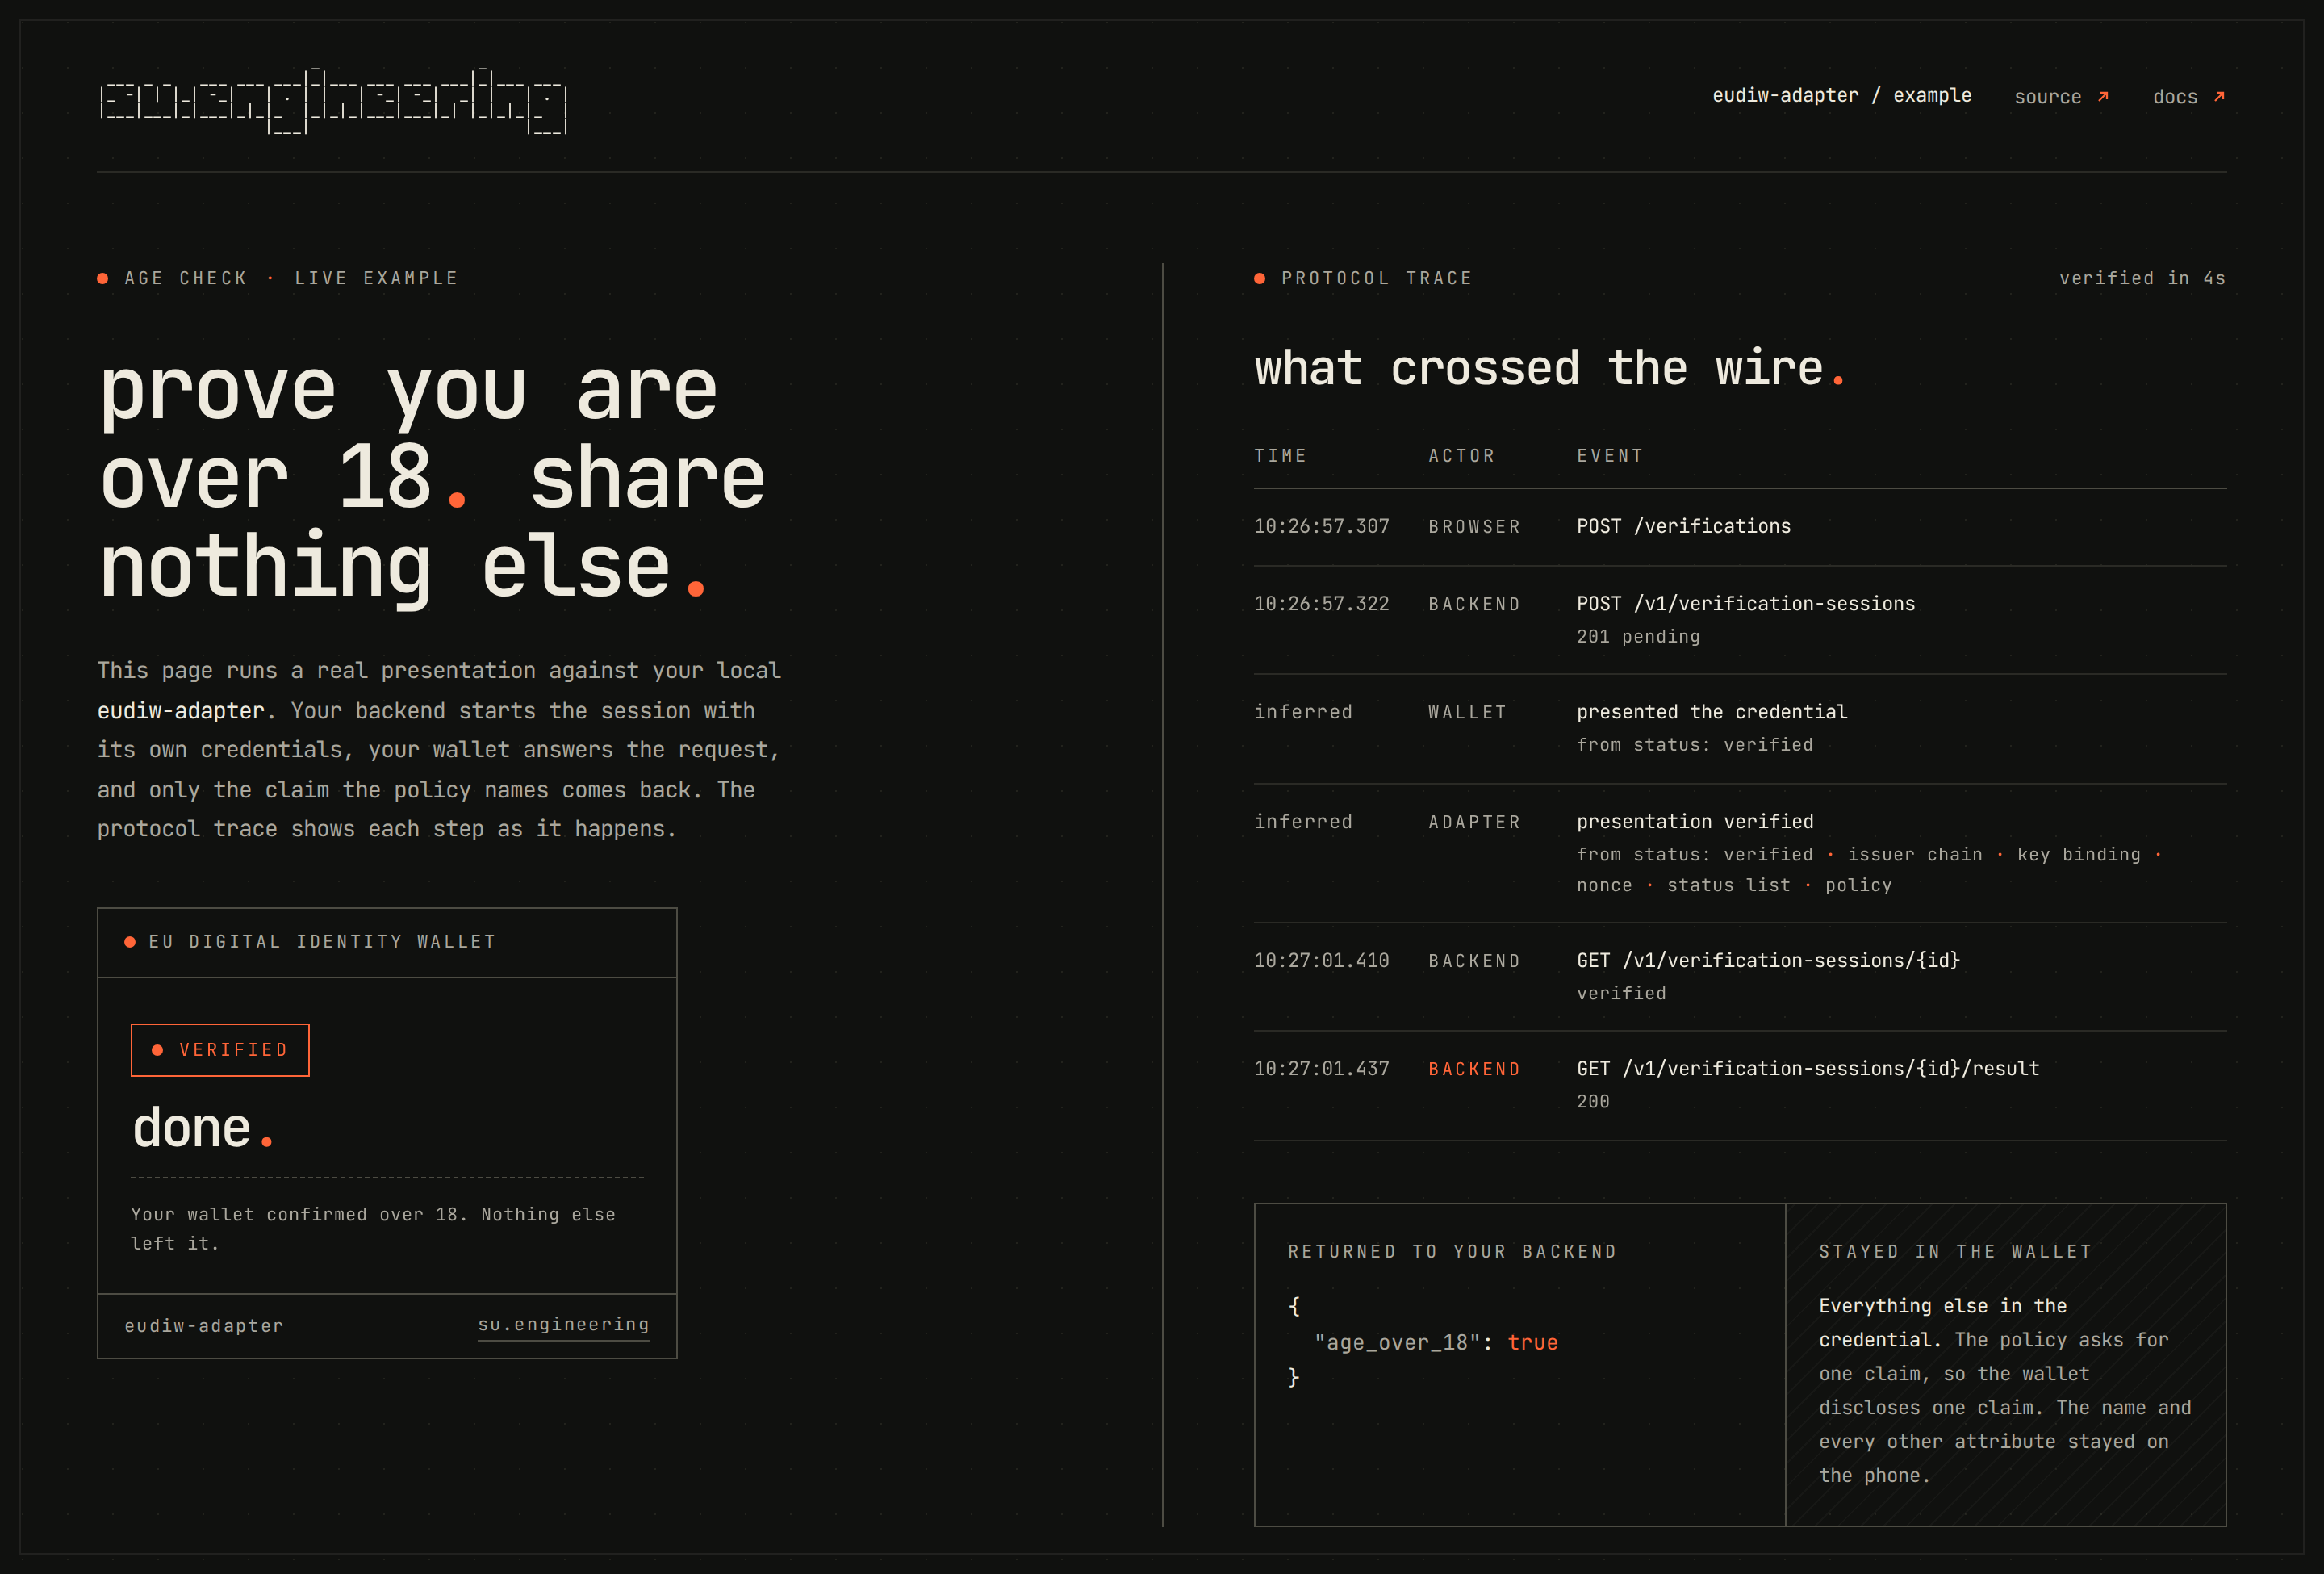 su.engineering
eudiw-adapter / example
source ↗
docs ↗
● AGE CHECK · LIVE EXAMPLE
prove you are
over 18. share
nothing else.
This page runs a real presentation against your local
eudiw-adapter. Your backend starts the session with
its own credentials, your wallet answers the request,
and only the claim the policy names comes back. The
protocol trace shows each step as it happens.
● EU DIGITAL IDENTITY WALLET
● VERIFIED
done.
Your wallet confirmed over 18. Nothing else
left it.
eudiw-adapter
su.engineering
● PROTOCOL TRACE
verified in 4s
what crossed the wire.
TIME ACTOR EVENT
10:26:57.307 BROWSER POST /verifications
10:26:57.322 BACKEND POST /v1/verification-sessions
201 pending
inferred WALLET presented the credential
from status: verified
inferred ADAPTER presentation verified
from status: verified · issuer chain · key binding ·
nonce · status list · policy
10:27:01.410 BACKEND GET /v1/verification-sessions/{id}
verified
10:27:01.437 BACKEND GET /v1/verification-sessions/{id}/result
200
RETURNED TO YOUR BACKEND
{
"age_over_18": true
}
STAYED IN THE WALLET
Everything else in the
credential. The policy asks for
one claim, so the wallet
discloses one claim. The name and
every other attribute stayed on
the phone.